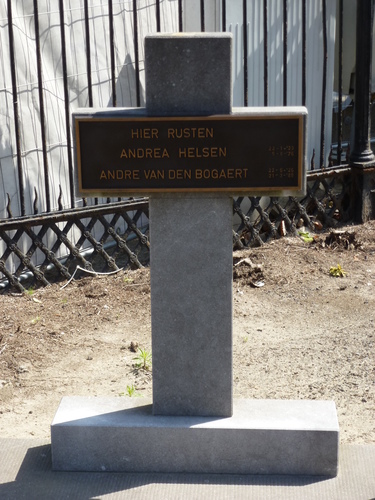 HIER RUSTEN
ANDREA HELSEN
ANDRE VAN DEN BOGAERT